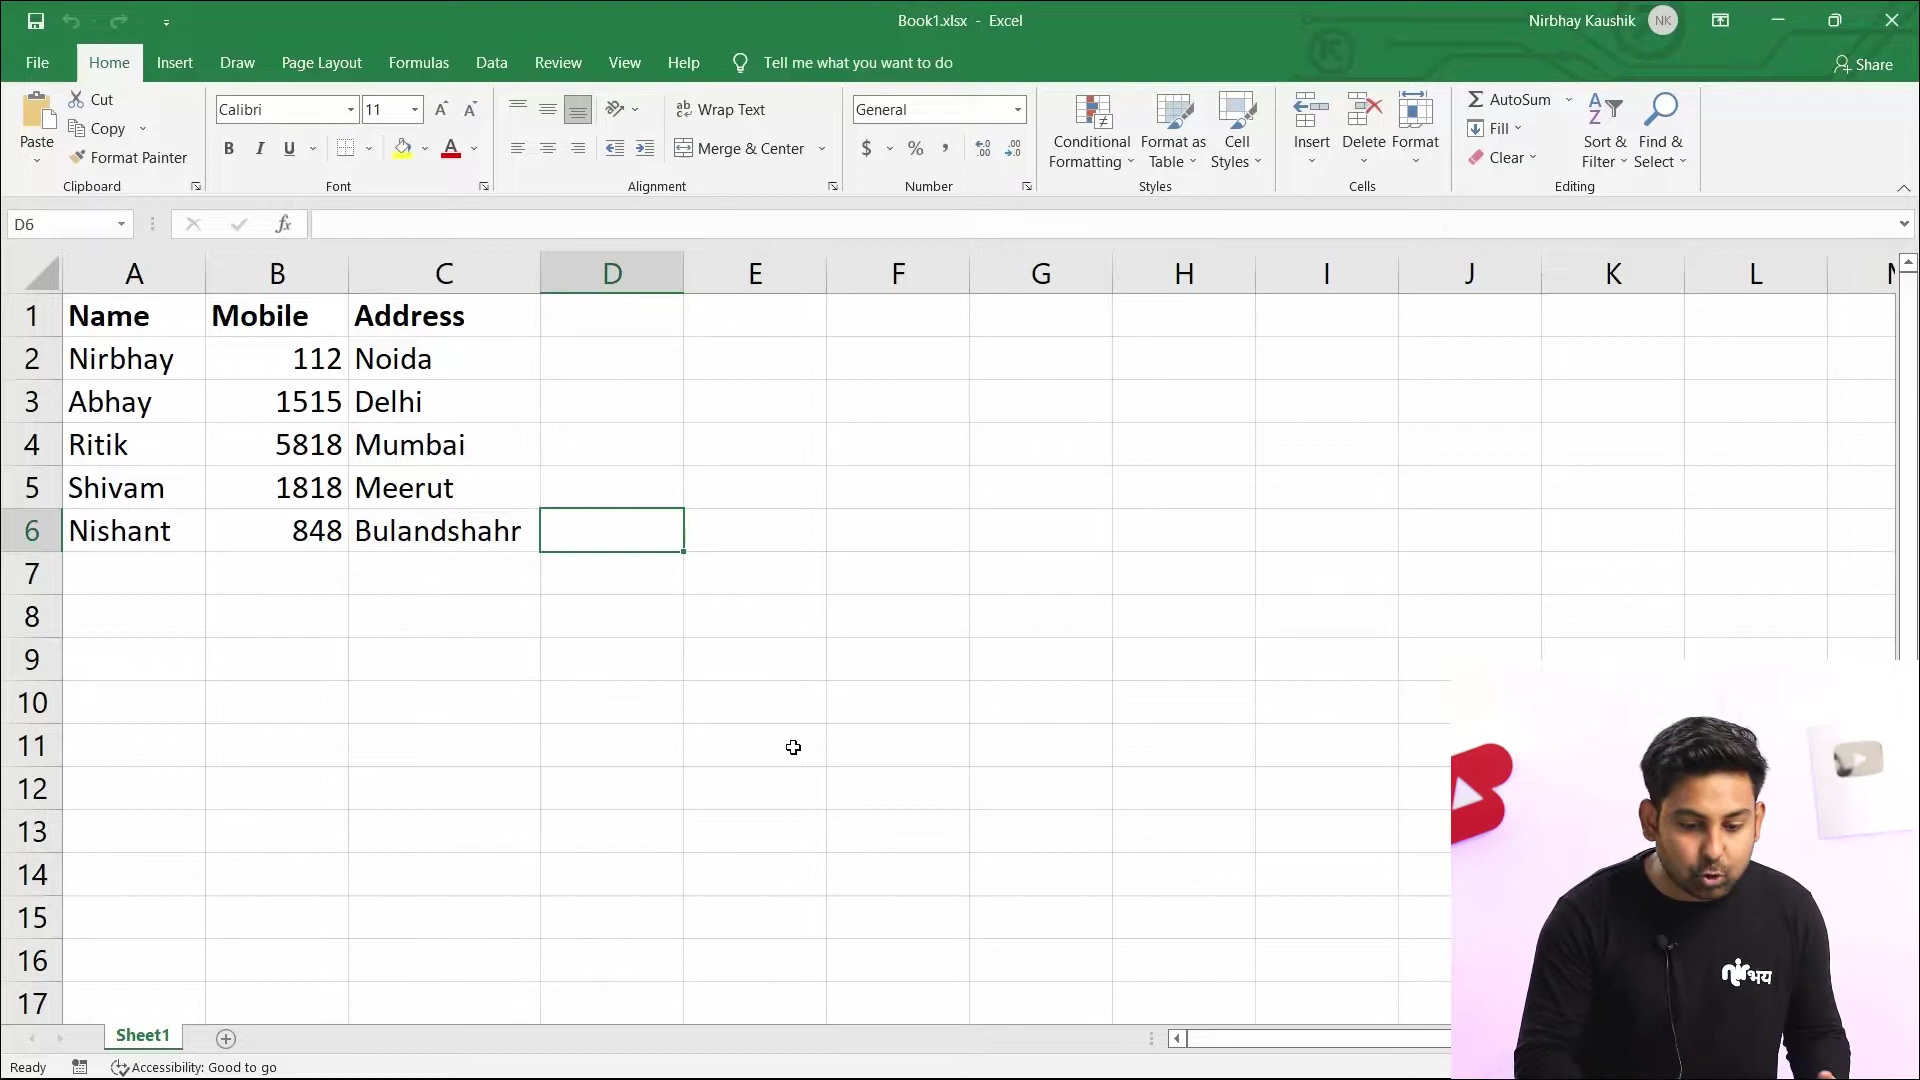 Book1.xlsx - Excel
Nirbhay Kaushik NK
File Home Insert Draw Page Layout Formulas Data Review View Help Tell me what you want to do Share
Paste
Cut
Copy
Format Painter
Clipboard
Calibri 11
B I U
Font
Wrap Text
Merge & Center
Alignment
General
$ % ,
Number
Conditional Formatting
Format as Table
Cell Styles
Styles
Insert Delete Format
Cells
AutoSum
Fill
Clear
Sort & Filter
Find & Select
Editing
D6 fx
A B C D E F G H I J K L
1 Name Mobile Address
2 Nirbhay 112 Noida
3 Abhay 1515 Delhi
4 Ritik 5818 Mumbai
5 Shivam 1818 Meerut
6 Nishant 848 Bulandshahr
7
8
9
10
11
12
13
14
15
16
17
nirभय
Sheet1
Ready Accessibility: Good to go